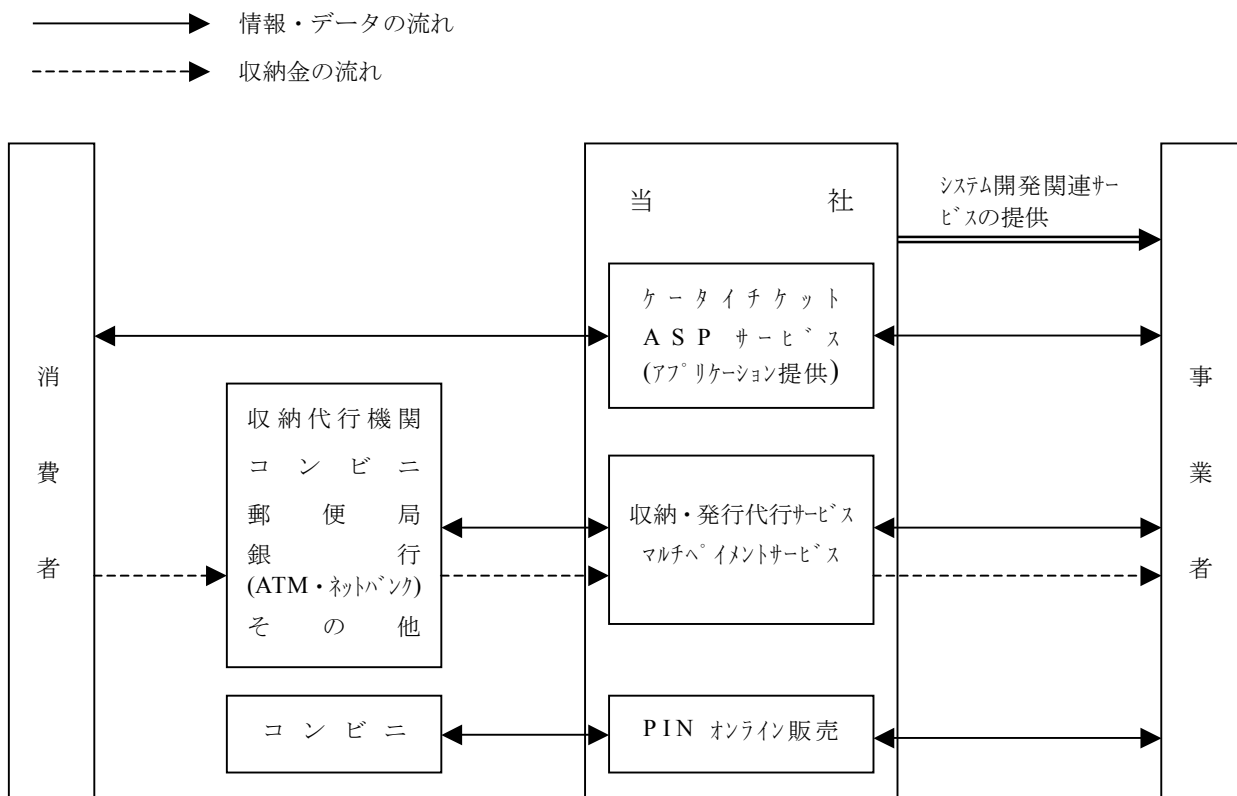 情報・データの流れ
収納金の流れ
消費者
収納代行機関
コンビニ
郵便局
銀行
(ATM・ネットバンク)
その他
コンビニ
当社
ケータイチケット
ASPサービス
(アプリケーション提供)
収納・発行代行サービス
マルチペイメントサービス
PIN オンライン販売
システム開発関連サー
ビスの提供
事業者